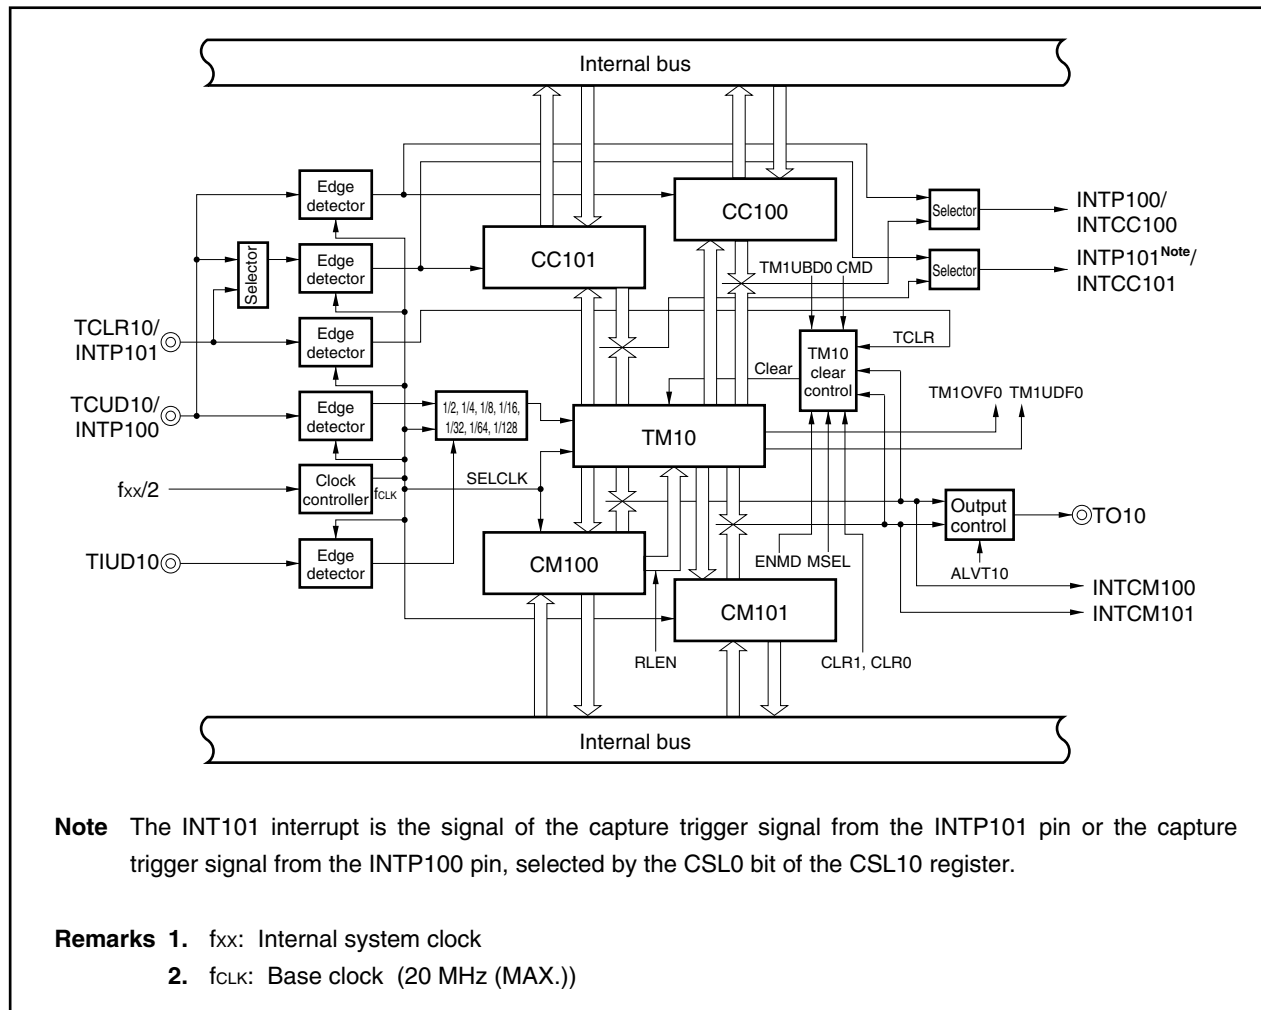 Internal bus
Edge
detector
CC100
Selector
INTP100/
INTCC100
CC101
Selector
Edge
detector
TM1UBD0 CMD
Selector
INTP101Note/
INTCC101
TCLR10/
INTP101
Edge
detector
TCLR
TM10
clear
control
Clear
TCUD10/
INTP100
Edge
detector
1/2, 1/4, 1/8, 1/16,
1/32, 1/64, 1/128
TM10
TM1OVF0 TM1UDF0
fxx/2
Clock
controller
fCLK
SELCLK
Output
control
TO10
TIUD10
Edge
detector
CM100
ENMD MSEL
ALVT10
INTCM100
CM101
INTCM101
RLEN
CLR1, CLR0
Internal bus
Note The INT101 interrupt is the signal of the capture trigger signal from the INTP101 pin or the capture
trigger signal from the INTP100 pin, selected by the CSL0 bit of the CSL10 register.
Remarks 1. fxx: Internal system clock
2. fCLK: Base clock (20 MHz (MAX.))